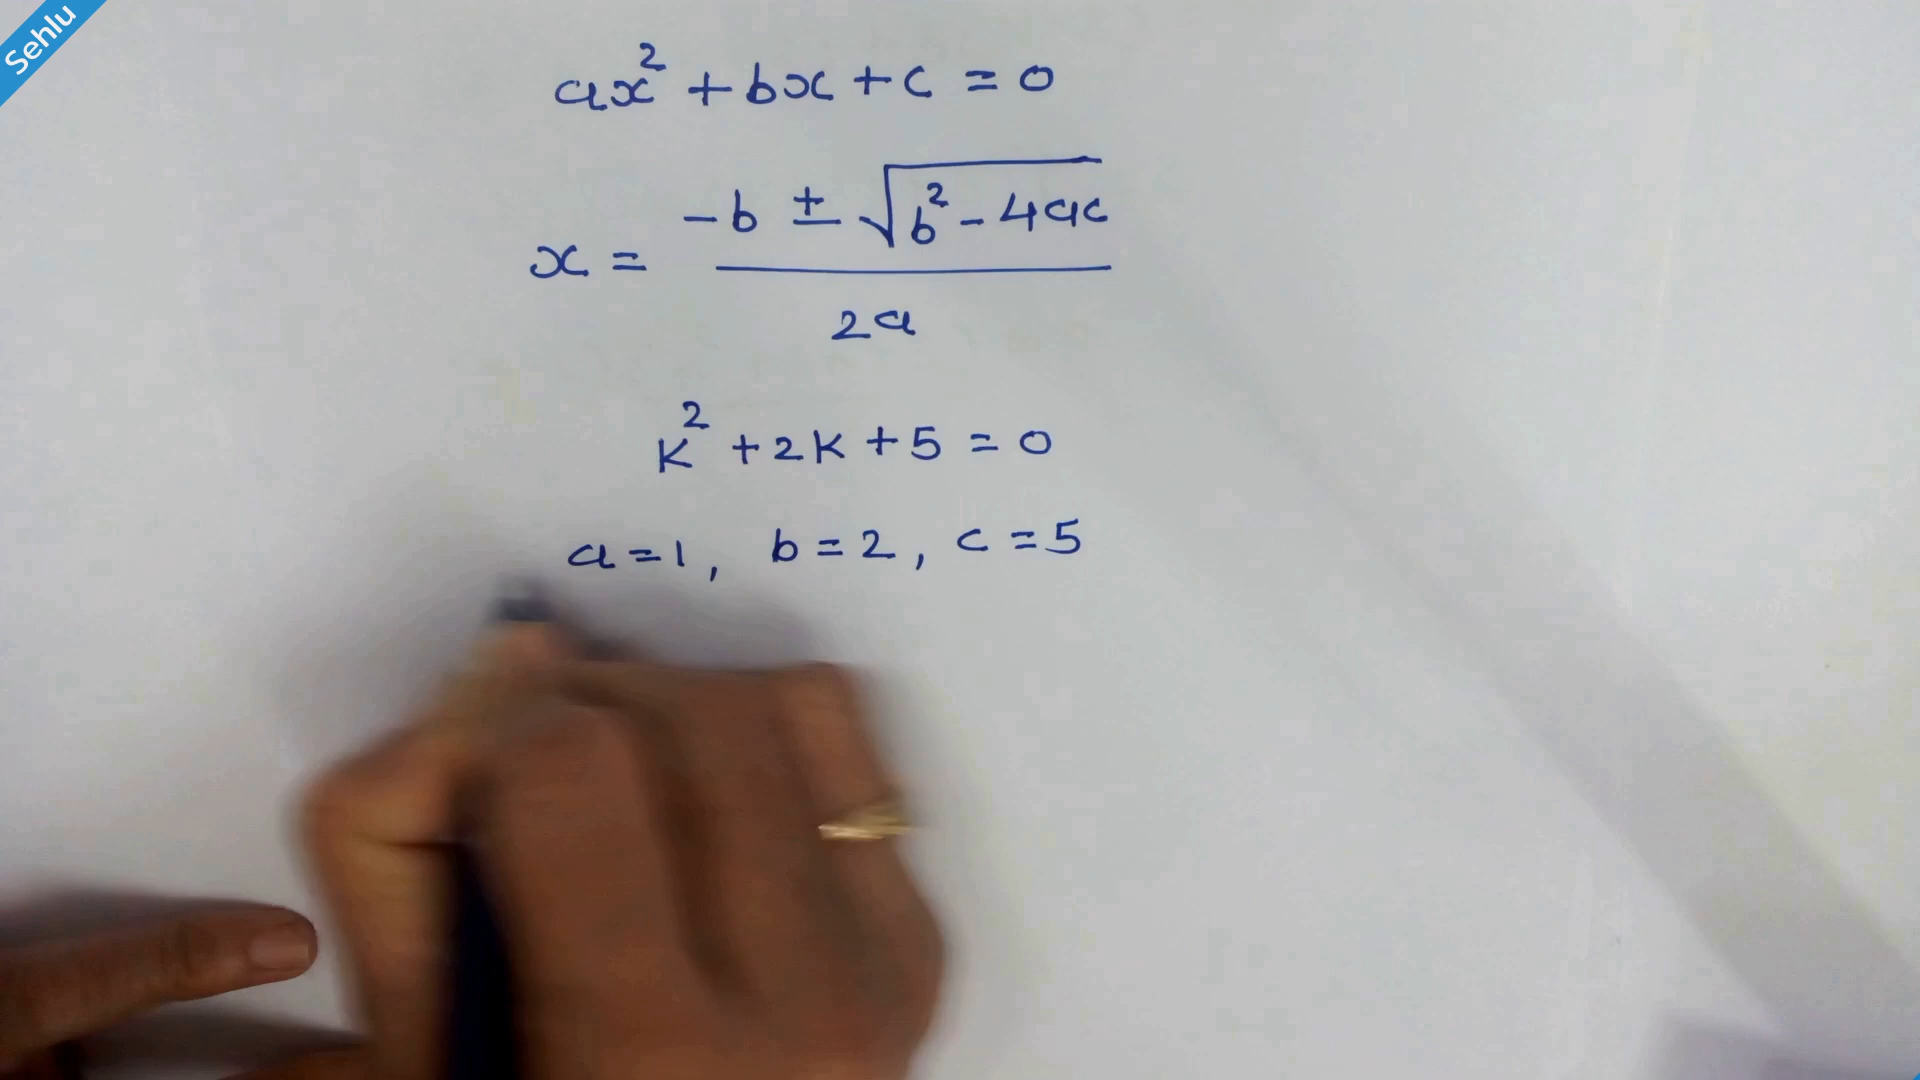 Sehlu
ax² + bx + c = 0
x = -b ± √b² - 4ac / 2a
K² + 2K + 5 = 0
a = 1, b = 2, c = 5